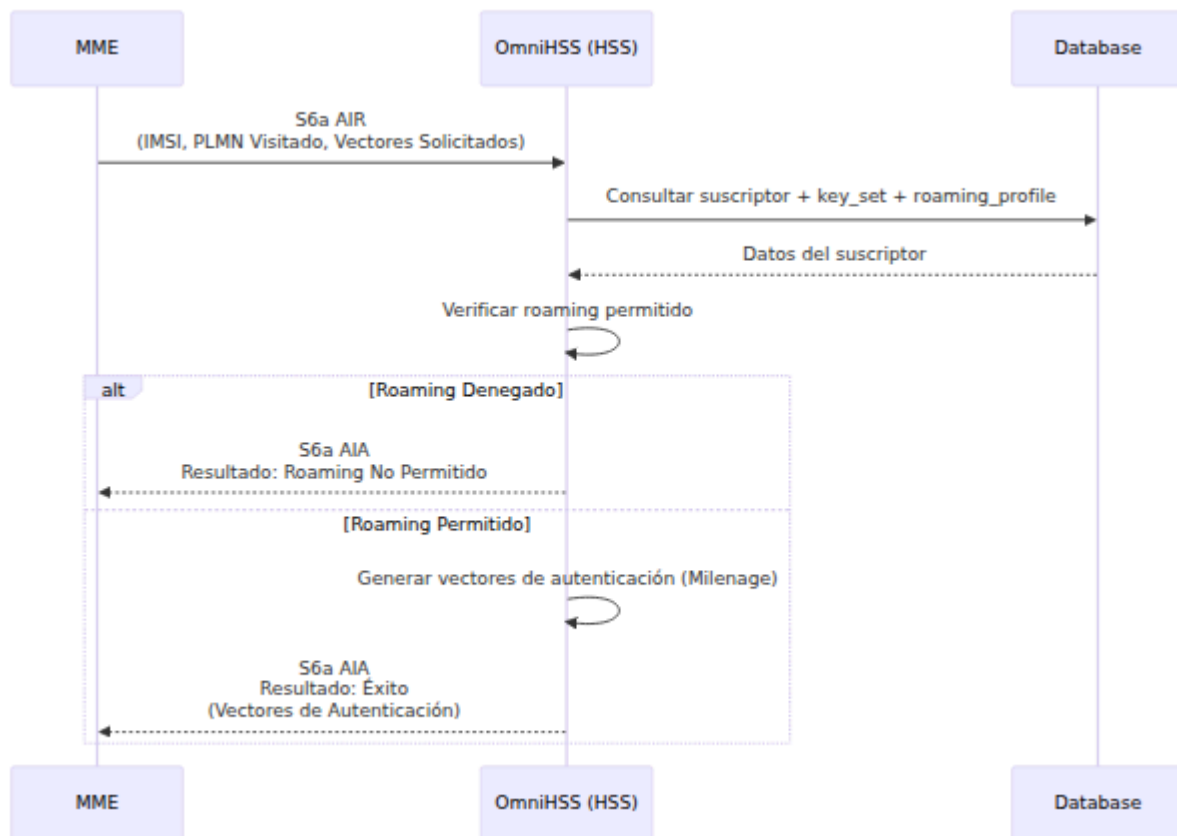 MME
OmniHSS (HSS)
Database
S6a AIR
(IMSI, PLMN Visitado, Vectores Solicitados)
Consultar suscriptor + key_set + roaming_profile
Datos del suscriptor
Verificar roaming permitido
alt
[Roaming Denegado]
S6a AIA
Resultado: Roaming No Permitido
[Roaming Permitido]
Generar vectores de autenticación (Milenage)
S6a AIA
Resultado: Éxito
(Vectores de Autenticación)
MME
OmniHSS (HSS)
Database